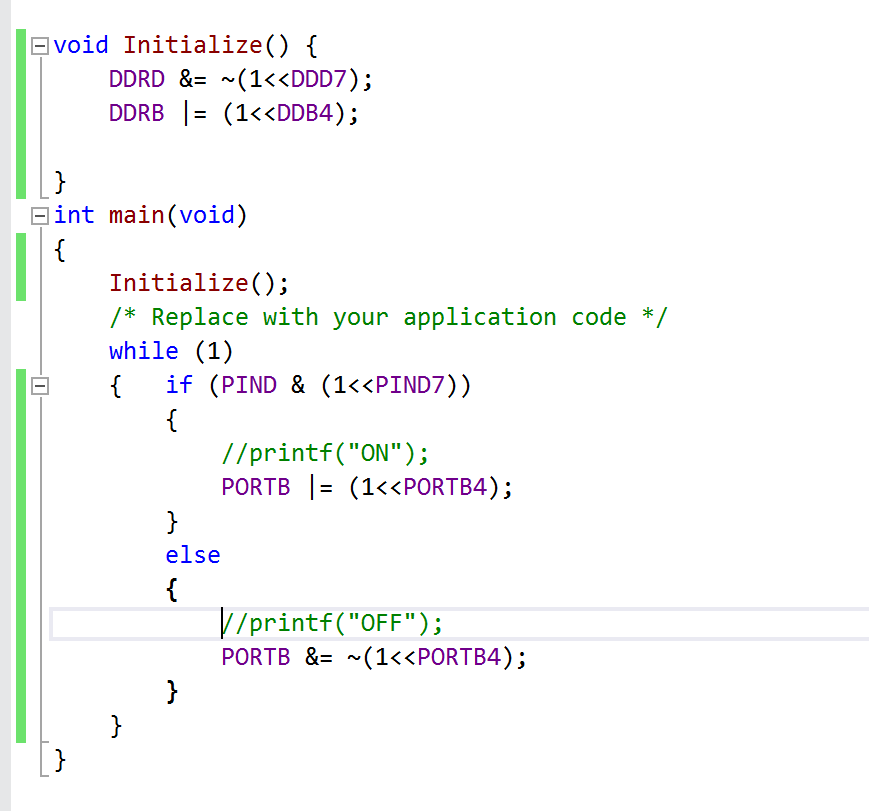 void Initialize() {
    DDRD &= ~(1<<DDD7);
    DDRB |= (1<<DDB4);

}
int main(void)
{
    Initialize();
    /* Replace with your application code */
    while (1)
    {   if (PIND & (1<<PIND7))
        {
            //printf("ON");
            PORTB |= (1<<PORTB4);
        }
        else
        {
            //printf("OFF");
            PORTB &= ~(1<<PORTB4);
        }
    }
}